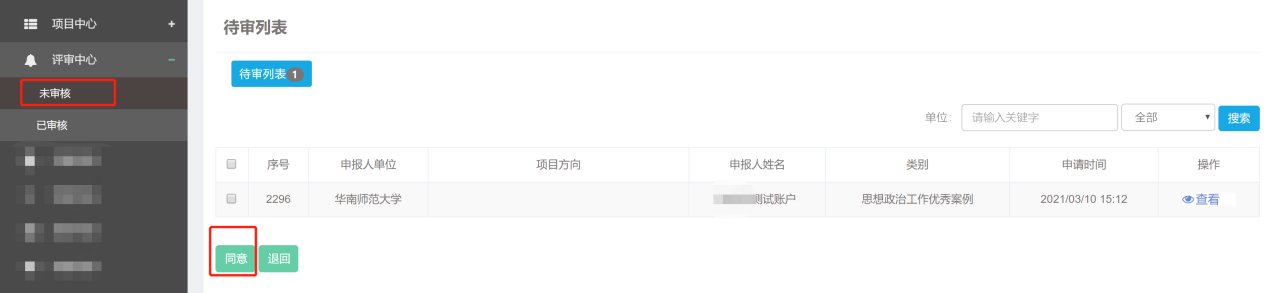 项目中心 +
评审中心 −
未审核
已审核
待审列表
待审列表 1
单位: 请输入关键字 全部 搜索
序号 申报人单位 项目方向 申报人姓名 类别 申请时间 操作
2296 华南师范大学 测试账户 思想政治工作优秀案例 2021/03/10 15:12 查看
同意 退回